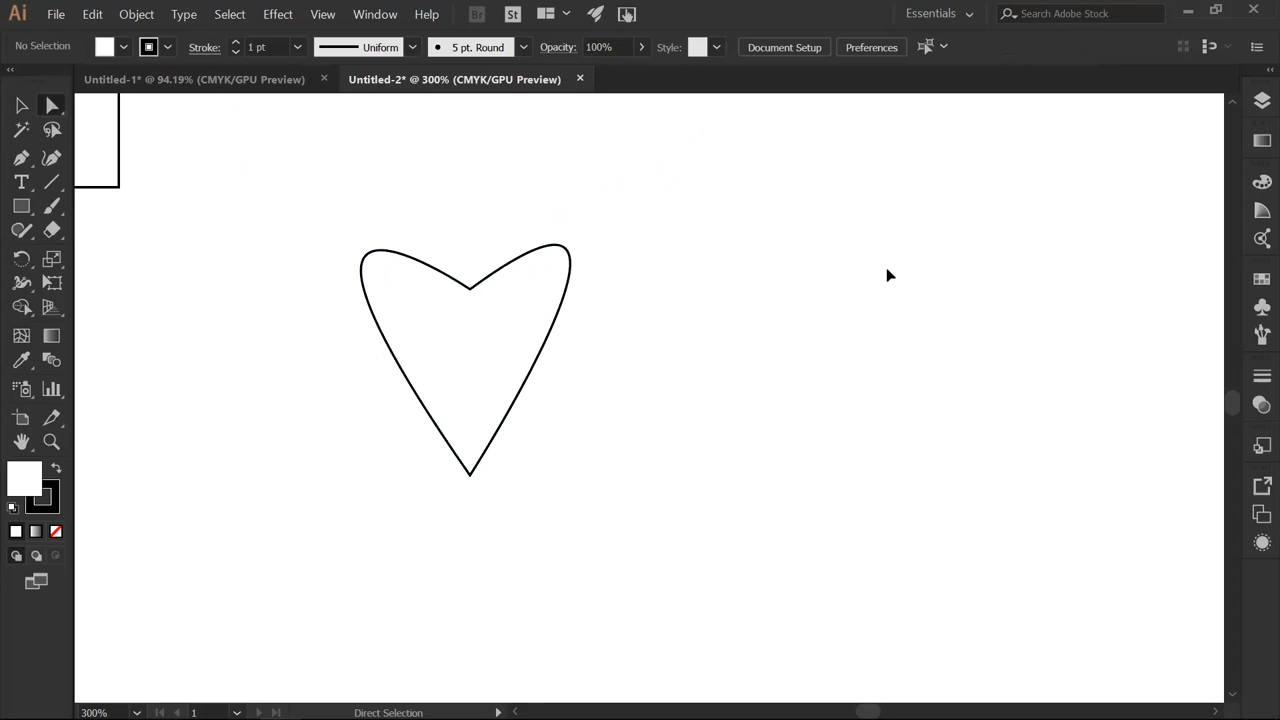 Ai File Edit Object Type Select Effect View Window Help Br St Essentials Search Adobe Stock
No Selection Stroke: 1 pt Uniform 5 pt. Round Opacity: 100% Style: Document Setup Preferences
Untitled-1* @ 94.19% (CMYK/GPU Preview) Untitled-2* @ 300% (CMYK/GPU Preview)
300% 1 Direct Selection